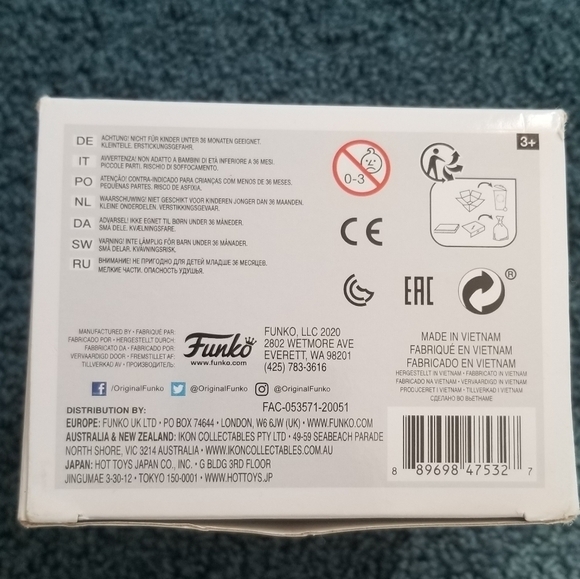 DE ACHTUNG! NICHT FÜR KINDER UNTER 36 MONATEN GEEIGNET.
KLEINTEILE. ERSTICKUNGSGEFAHR.
IT AVVERTENZA! NON ADATTO A BAMBINI DI ETÀ INFERIORE A 36 MESI.
PICCOLE PARTI. RISCHIO DI SOFFOCAMENTO.
PO ATENÇÃO! CONTRA-INDICADO PARA CRIANÇAS COM MENOS DE 36 MESES.
PEQUENAS PARTES. RISCO DE ASFIXIA.
NL WAARSCHUWING! NIET GESCHIKT VOOR KINDEREN JONGER DAN 36 MAANDEN.
KLEINE ONDERDELEN. VERSTIKKINGSGEVAAR.
DA ADVARSEL! IKKE EGNET TIL BØRN UNDER 36 MÅNEDER.
SMÅ DELE. KVÆLNINGSFARE.
SW VARNING! INTE LÄMPLIG FÖR BARN UNDER 36 MÅNADER.
SMÅ DELAR. KVÄVNINGSRISK.
RU ВНИМАНИЕ! НЕ ПРИГОДНО ДЛЯ ДЕТЕЙ МЛАДШЕ 36 МЕСЯЦЕВ.
МЕЛКИЕ ЧАСТИ. ОПАСНОСТЬ УДУШЬЯ.
0-3
3+
CE
EAC
®
MANUFACTURED BY • FABRIQUÉ PAR
FABRICADO POR • HERGESTELLT DURCH
FABBRICATO DA • FABRICADO POR
VERVAARDIGD DOOR • FREMSTILLET AF
TILLVERKAD AV • ПРОИЗВОДИТЕЛЬ
Funko
www.funko.com
FUNKO, LLC 2020
2802 WETMORE AVE
EVERETT, WA 98201
(425) 783-3616
MADE IN VIETNAM
FABRIQUÉ EN VIETNAM
FABRICADO EN VIETNAM
HERGESTELLT IN VIETNAM • FABBRICATO IN VIETNAM
FABRICADO NA VIETNAM • VERVAARDIGD IN VIETNAM
PRODUCERET I VIETNAM • TILLVERKAD I VIETNAM
СДЕЛАНО ВО ВЬЕТНАМЕ
/OriginalFunko @OriginalFunko @OriginalFunko
FAC-053571-20051
DISTRIBUTION BY:
EUROPE: FUNKO UK LTD • PO BOX 74644 • LONDON, W6 6JW (UK) • WWW.FUNKO.COM
AUSTRALIA & NEW ZEALAND: IKON COLLECTABLES PTY LTD • 49-59 SEABEACH PARADE
NORTH SHORE, VIC 3214 AUSTRALIA • WWW.IKONCOLLECTABLES.COM.AU
JAPAN: HOT TOYS JAPAN CO., INC. • G BLDG 3RD FLOOR
JINGUMAE 3-30-12 • TOKYO 150-0001 • WWW.HOTTOYS.JP
8 89698 47532 7